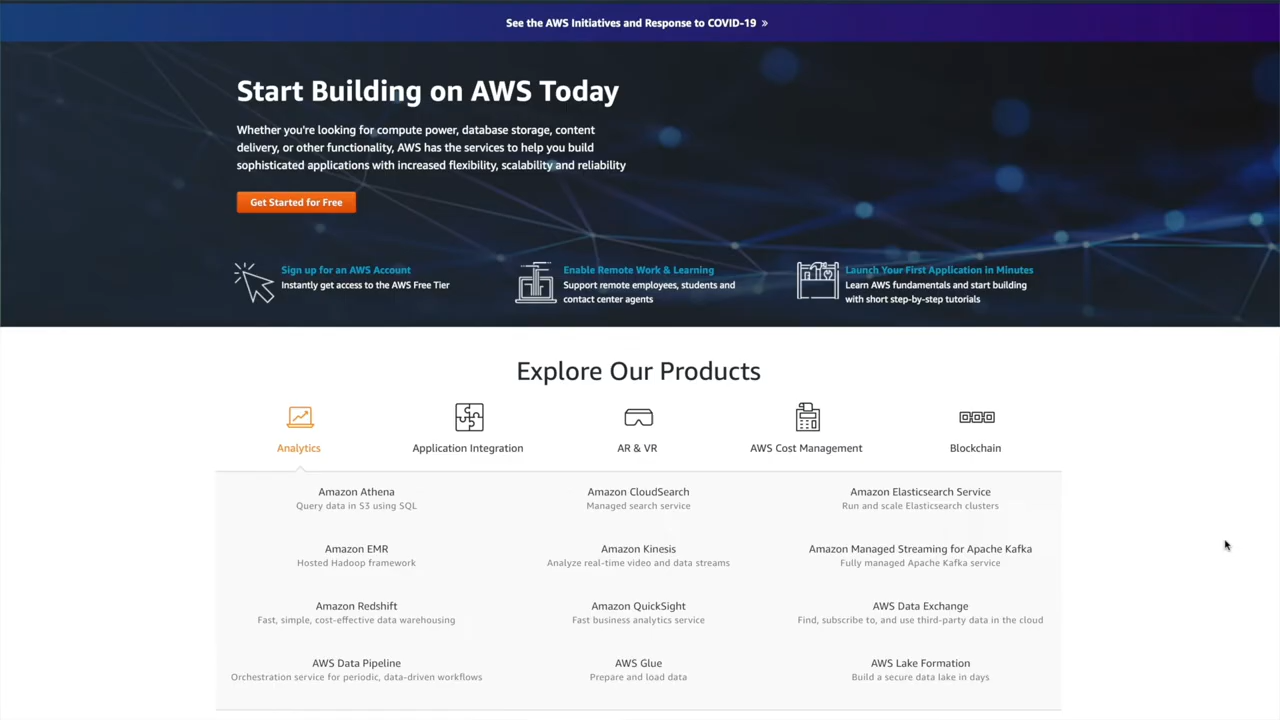 See the AWS Initiatives and Response to COVID-19 »
Start Building on AWS Today
Whether you're looking for compute power, database storage, content
delivery, or other functionality, AWS has the services to help you build
sophisticated applications with increased flexibility, scalability and reliability
Get Started for Free
Sign up for an AWS Account
Instantly get access to the AWS Free Tier
Enable Remote Work & Learning
Support remote employees, students and
contact center agents
Launch Your First Application in Minutes
Learn AWS fundamentals and start building
with short step-by-step tutorials
Explore Our Products
Analytics
Application Integration
AR & VR
AWS Cost Management
Blockchain
Amazon Athena
Query data in S3 using SQL
Amazon CloudSearch
Managed search service
Amazon Elasticsearch Service
Run and scale Elasticsearch clusters
Amazon EMR
Hosted Hadoop framework
Amazon Kinesis
Analyze real-time video and data streams
Amazon Managed Streaming for Apache Kafka
Fully managed Apache Kafka service
Amazon Redshift
Fast, simple, cost-effective data warehousing
Amazon QuickSight
Fast business analytics service
AWS Data Exchange
Find, subscribe to, and use third-party data in the cloud
AWS Data Pipeline
Orchestration service for periodic, data-driven workflows
AWS Glue
Prepare and load data
AWS Lake Formation
Build a secure data lake in days